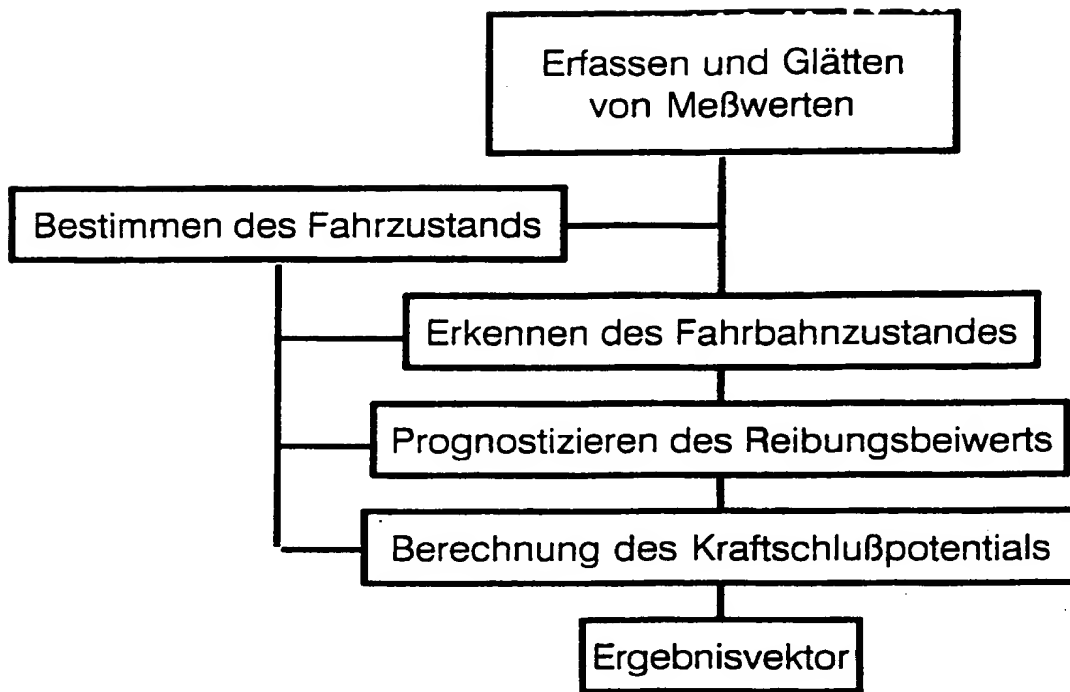 Erfassen und Glätten
von Meßwerten
Bestimmen des Fahrzustands
Erkennen des Fahrbahnzustandes
Prognostizieren des Reibungsbeiwerts
Berechnung des Kraftschlußpotentials
Ergebnisvektor